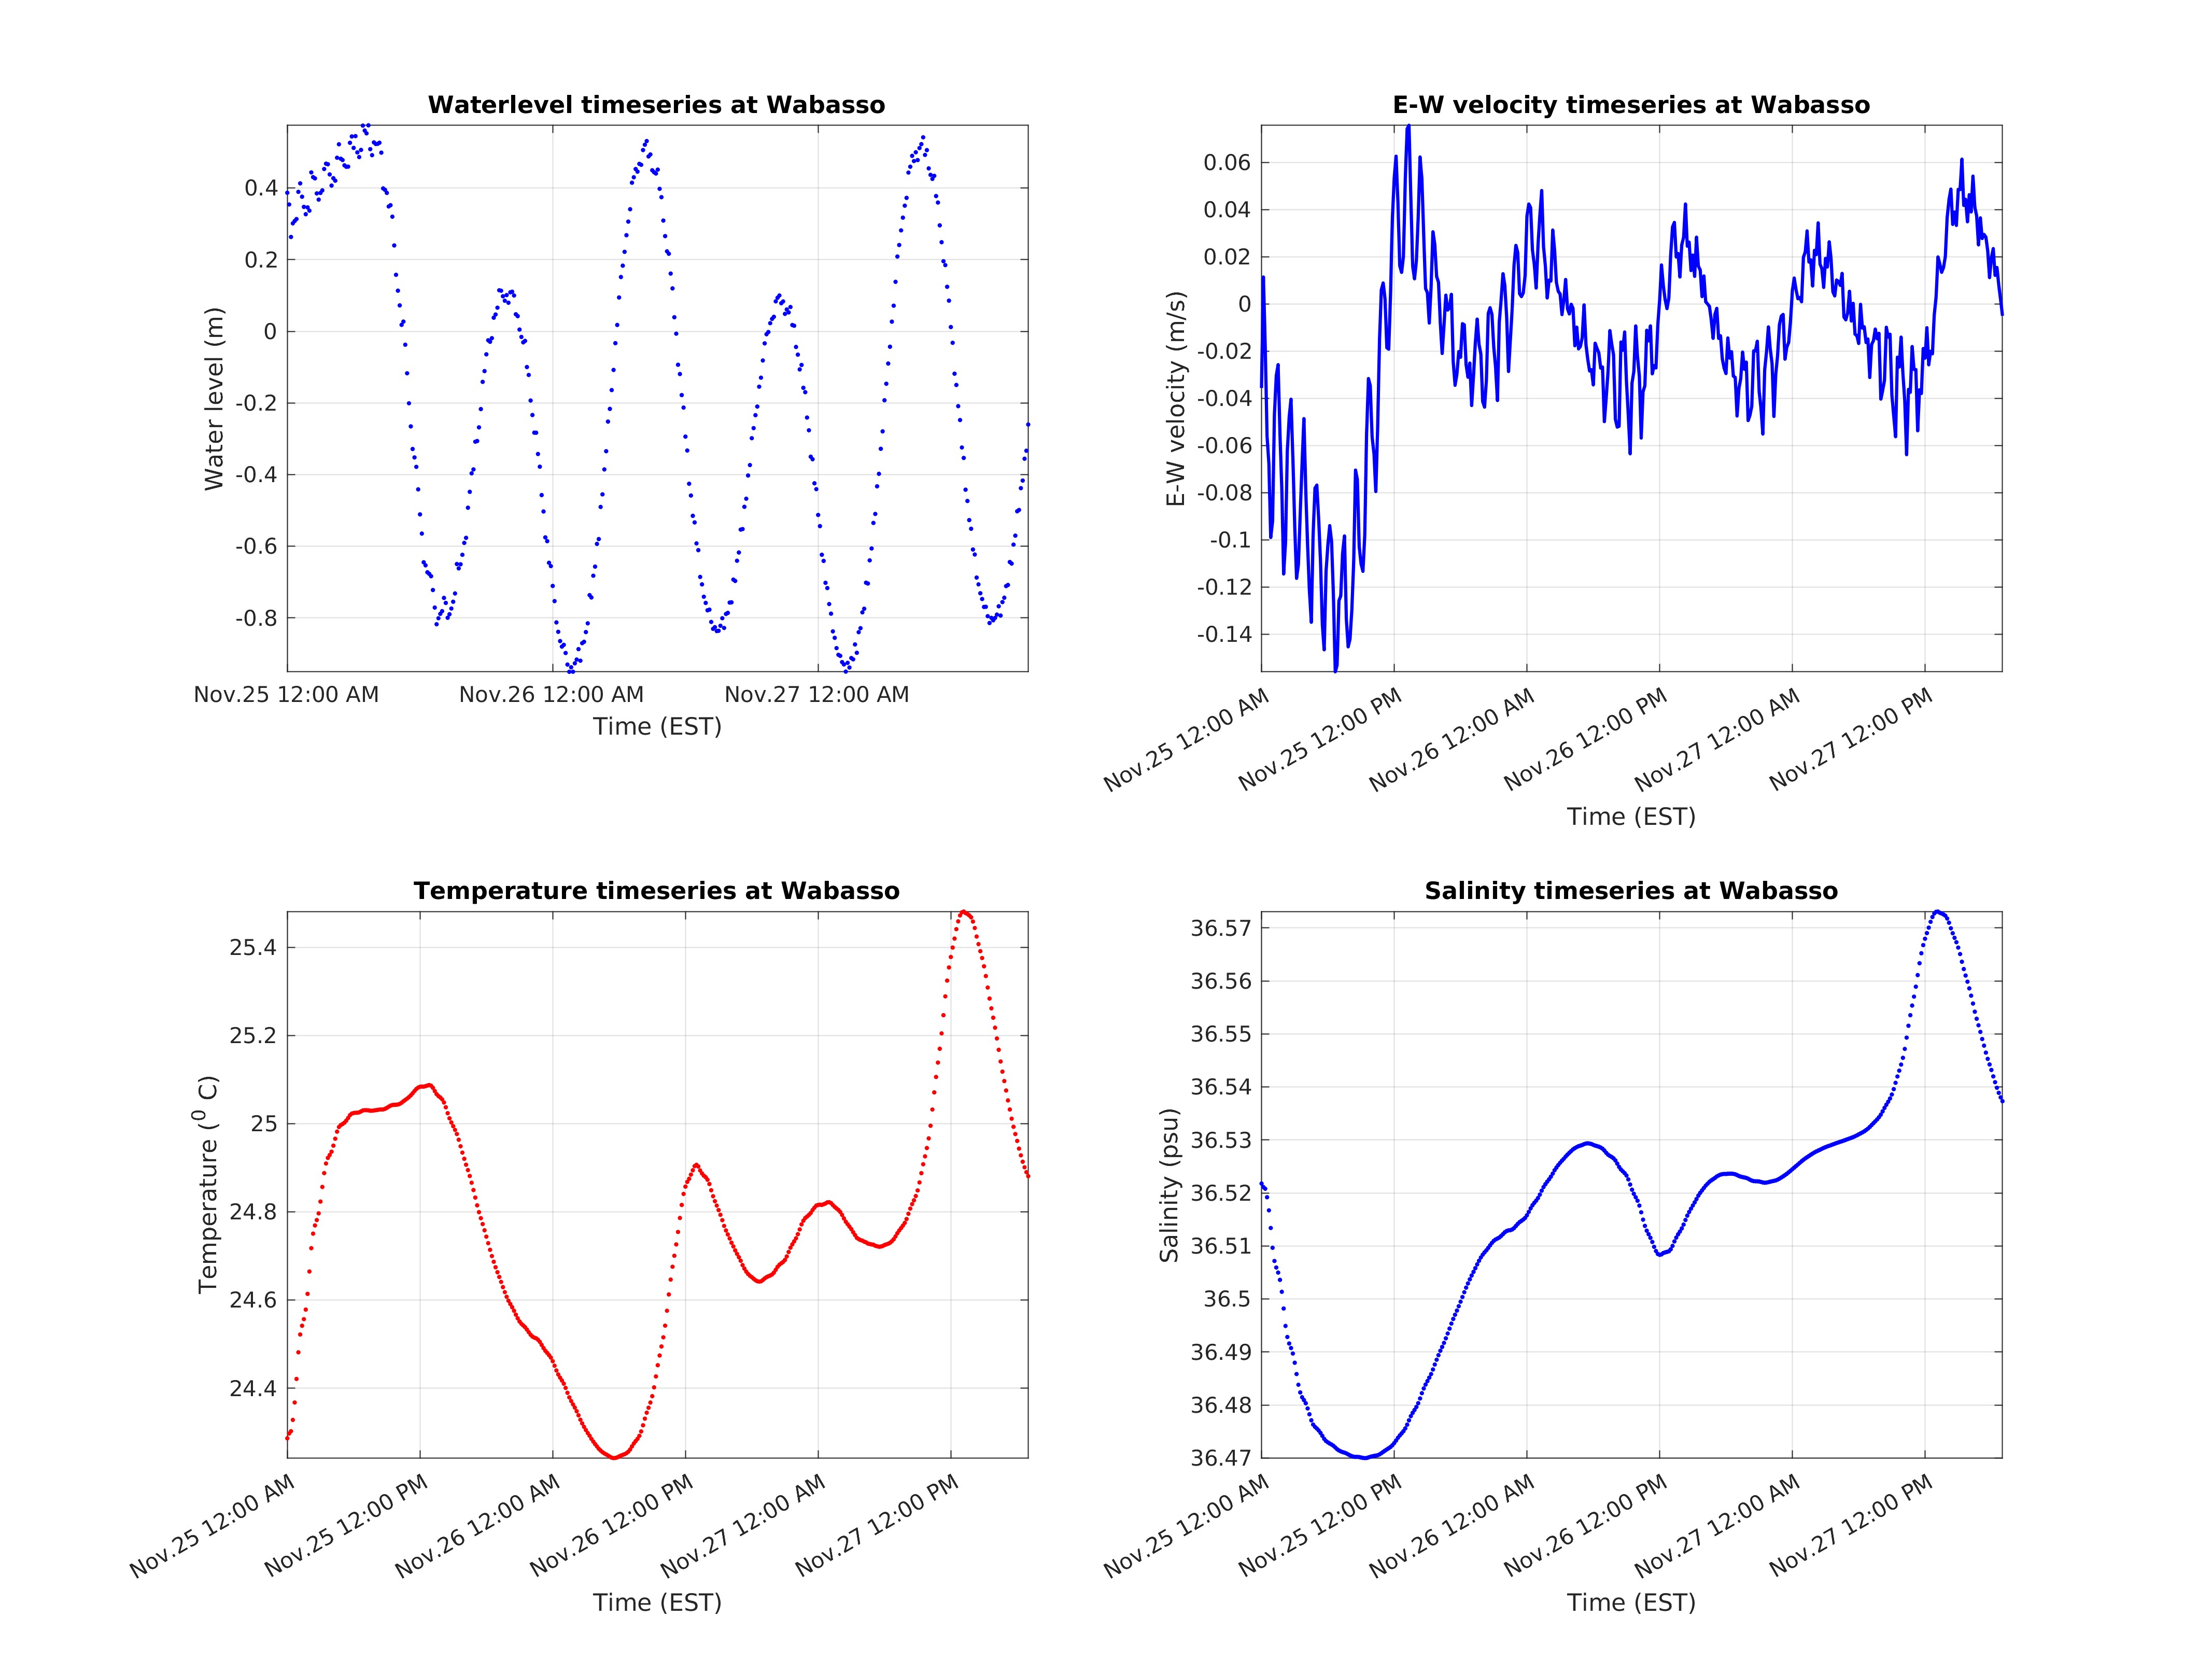 Waterlevel timeseries at Wabasso
0.4
0.2
0
-0.2
-0.4
-0.6
-0.8
Water level (m)
Nov.25 12:00 AM
Nov.26 12:00 AM
Nov.27 12:00 AM
Time (EST)
E-W velocity timeseries at Wabasso
0.06
0.04
0.02
0
-0.02
-0.04
-0.06
-0.08
-0.1
-0.12
-0.14
E-W velocity (m/s)
Nov.25 12:00 AM
Nov.25 12:00 PM
Nov.26 12:00 AM
Nov.26 12:00 PM
Nov.27 12:00 AM
Nov.27 12:00 PM
Time (EST)
Temperature timeseries at Wabasso
25.4
25.2
25
24.8
24.6
24.4
Temperature (⁰ C)
Nov.25 12:00 AM
Nov.25 12:00 PM
Nov.26 12:00 AM
Nov.26 12:00 PM
Nov.27 12:00 AM
Nov.27 12:00 PM
Time (EST)
Salinity timeseries at Wabasso
36.57
36.56
36.55
36.54
36.53
36.52
36.51
36.5
36.49
36.48
36.47
Salinity (psu)
Nov.25 12:00 AM
Nov.25 12:00 PM
Nov.26 12:00 AM
Nov.26 12:00 PM
Nov.27 12:00 AM
Nov.27 12:00 PM
Time (EST)